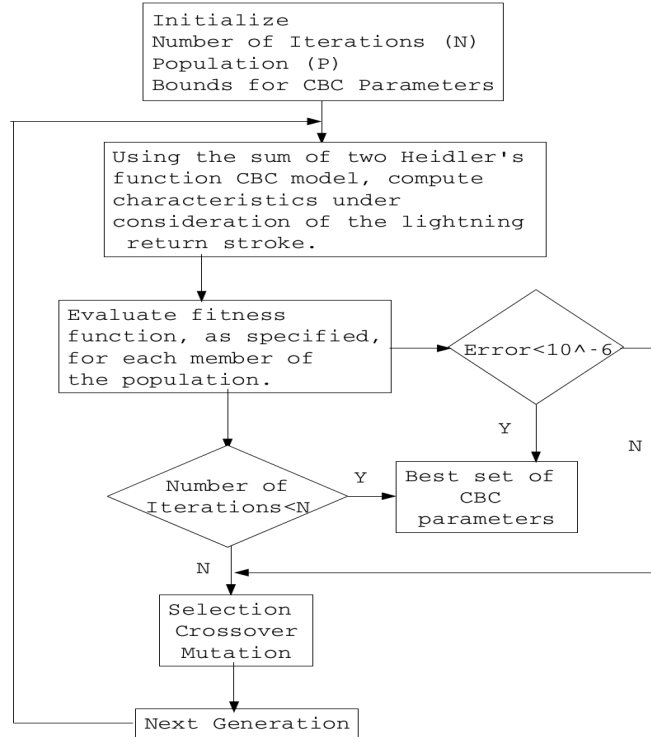 Initialize
Number of Iterations (N)
Population (P)
Bounds for CBC Parameters
Using the sum of two Heidler's
function CBC model, compute
characteristics under
consideration of the lightning
return stroke.
Evaluate fitness
function, as specified,
for each member of
the population.
Error<10^-6
Y
N
Number of
Iterations<N
Y
Best set of
CBC
parameters
N
Selection
Crossover
Mutation
Next Generation